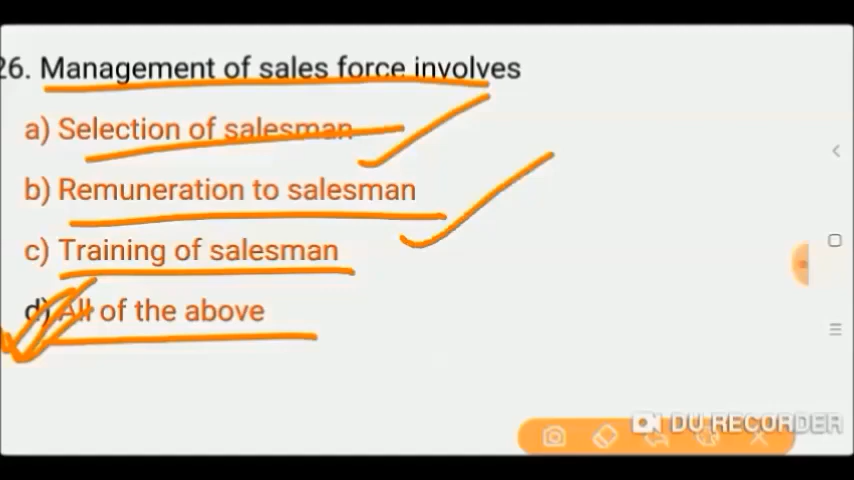 26. Management of sales force involves
a) Selection of salesman
b) Remuneration to salesman
c) Training of salesman
d) All of the above
DU RECORDER